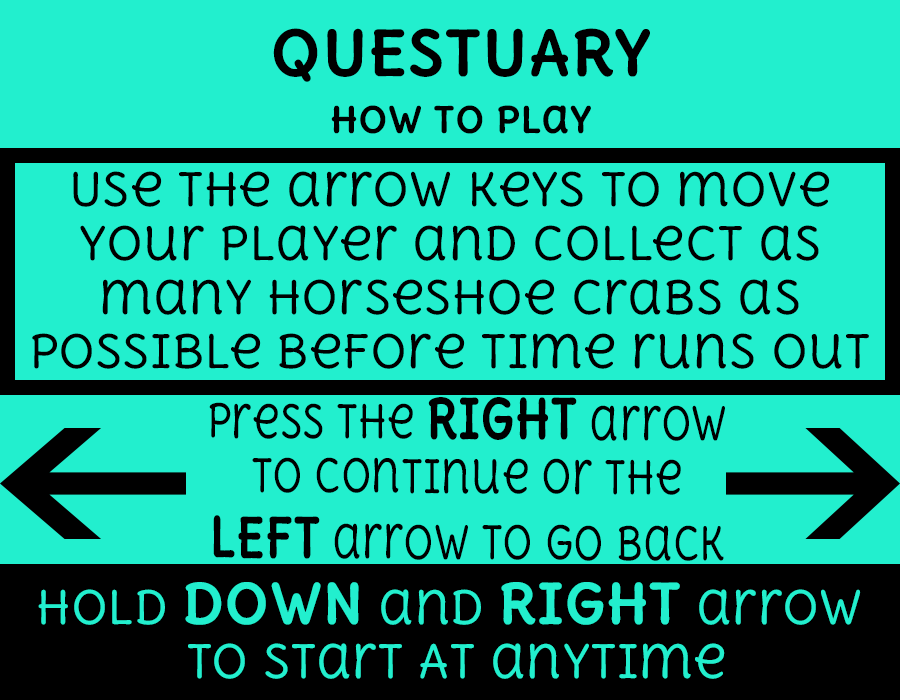 QUESTUARY
HOW TO PLAY
USE THE ARROW KEYS TO MOVE
YOUR PLAYER AND COLLECT AS
MANY HORSESHOE CRABS AS
POSSIBLE BEFORE TIME RUNS OUT
PRESS THE RIGHT ARROW
TO CONTINUE OR THE
LEFT ARROW TO GO BACK
HOLD DOWN AND RIGHT ARROW
TO START AT ANYTIME